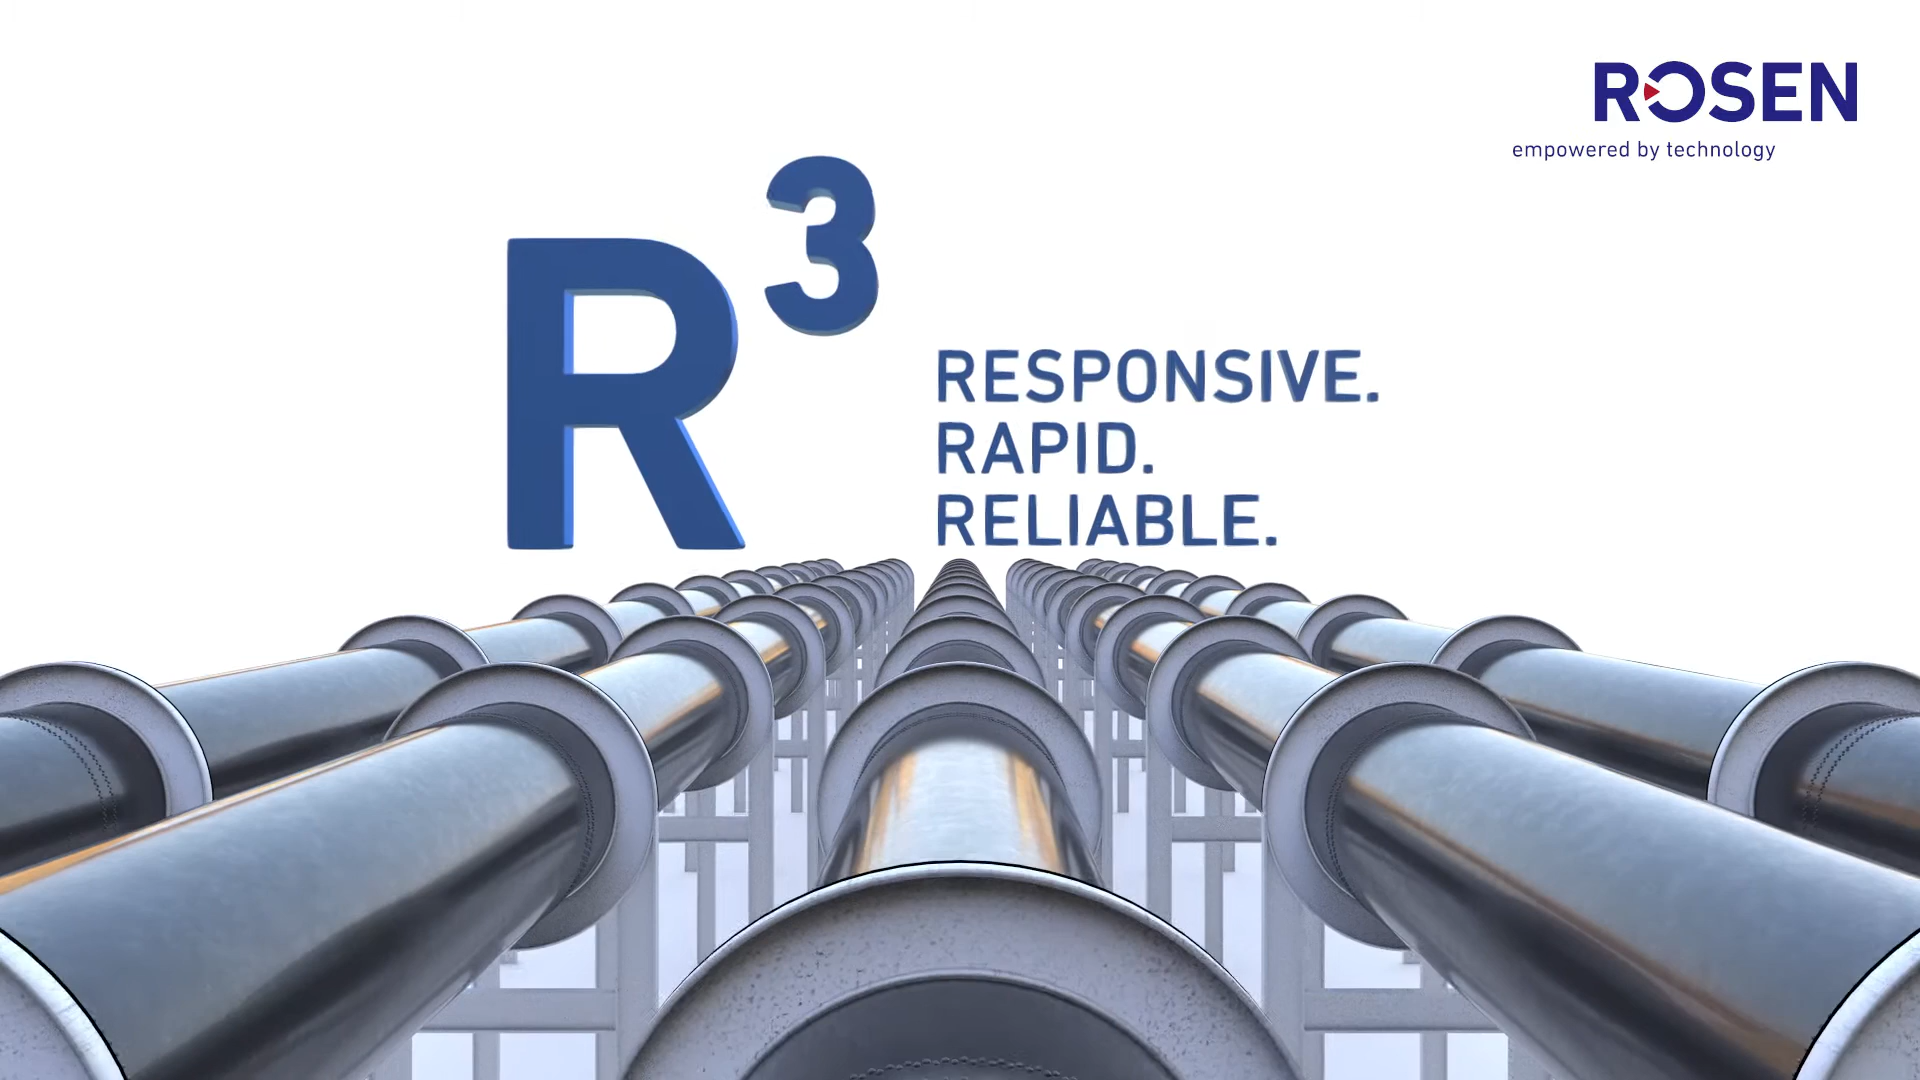 ROSEN
empowered by technology
R³
RESPONSIVE.
RAPID.
RELIABLE.